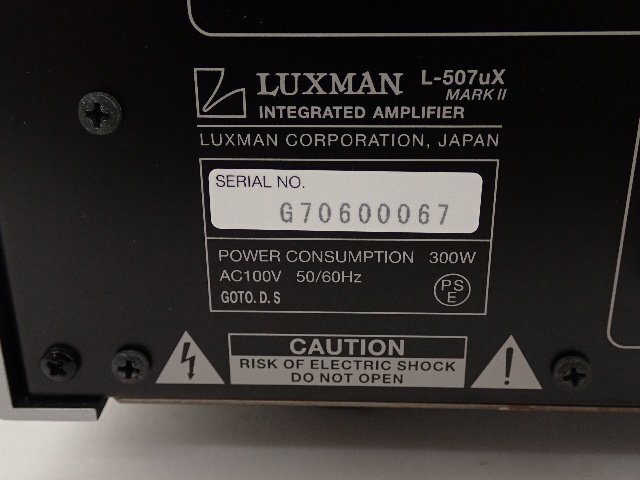 LUXMAN L-507uX
MARK II
INTEGRATED AMPLIFIER
LUXMAN CORPORATION, JAPAN
SERIAL NO.
G70600067
POWER CONSUMPTION 300W
AC100V 50/60Hz
GOTO. D. S
PS
E
CAUTION
RISK OF ELECTRIC SHOCK
DO NOT OPEN